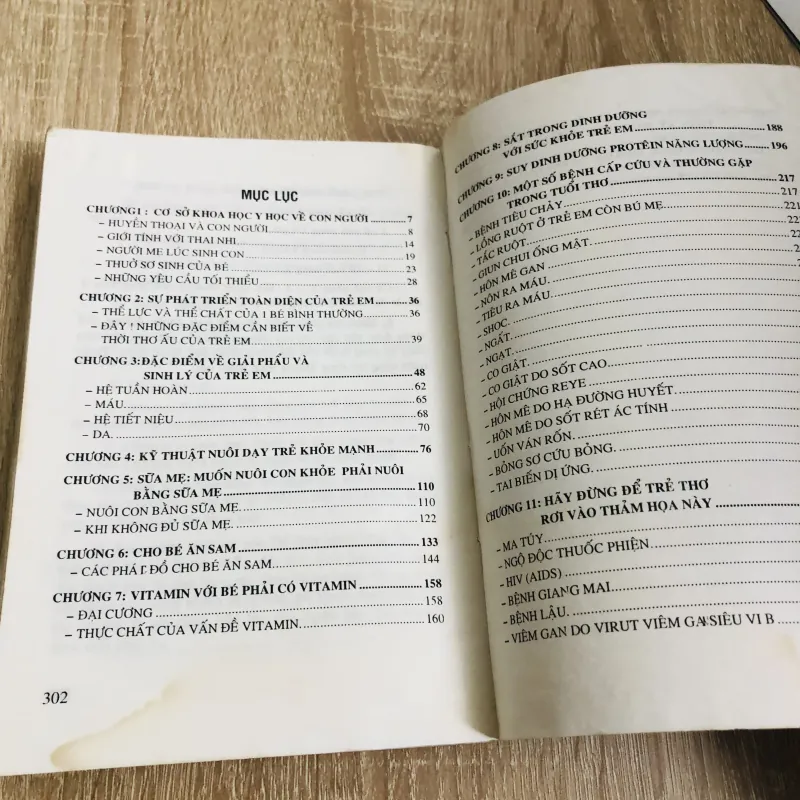 MỤC LỤC
CHƯƠNG1 : CƠ SỞ KHOA HỌC Y HỌC VỀ CON NGƯỜI 7
– HUYỀN THOẠI VÀ CON NGƯỜI 8
– GIỚI TÍNH VỚI THAI NHI 14
– NGƯỜI MẸ LÚC SINH CON 19
– THUỞ SƠ SINH CỦA BÉ 23
– NHỮNG YÊU CẦU TỐI THIỂU 28
CHƯƠNG 2: SỰ PHÁT TRIỂN TOÀN DIỆN CỦA TRẺ EM 36
– THỂ LỰC VÀ THỂ CHẤT CỦA 1 BÉ BÌNH THƯỜNG 36
– ĐÂY ! NHỮNG ĐẶC ĐIỂM CẦN BIẾT VỀ
THỜI THƠ ẤU CỦA TRẺ EM 39
CHƯƠNG 3:ĐẶC ĐIỂM VỀ GIẢI PHẨU VÀ
SINH LÝ CỦA TRẺ EM 48
– HỆ TUẦN HOÀN 62
– MÁU 65
– HỆ TIẾT NIỆU 68
– DA. 70
CHƯƠNG 4: KỸ THUẬT NUÔI DẠY TRẺ KHỎE MẠNH 76
CHƯƠNG 5: SỮA MẸ: MUỐN NUÔI CON KHỎE PHẢI NUÔI
BẰNG SỮA MẸ 110
– NUÔI CON BẰNG SỮA MẸ. 110
– KHI KHÔNG ĐỦ SỮA MẸ. 122
CHƯƠNG 6: CHO BÉ ĂN SAM 133
– CÁC ĐỒ CHO BÉ ĂN SAM 144
CHƯƠNG 7: VITAMIN VỚI BÉ PHẢI CÓ VITAMIN 158
– ĐẠI CƯƠNG 158
– THỰC CHẤT CỦA VẤN ĐỀ VITAMIN. 160
302
CHƯƠNG 8: SẮT TRONG DINH DƯỠNG
VỚI SỨC KHỎE TRẺ EM 188
CHƯƠNG 9: SUY DINH DƯỠNG PROTÊIN NĂNG LƯỢNG 196
CHƯƠNG 10: MỘT SỐ BỆNH CẤP CỨU VÀ THƯỜNG GẶP
TRONG TUỔI THƠ 217
– BỆNH TIÊU CHẢY 217
– LỒNG RUỘT Ở TRẺ EM CÒN BÚ MẸ.
– TẮC RUỘT.
– GIUN CHUI ỐNG MẬT.
– HÔN MÊ GAN
– NÔN RA MÁU.
– TIÊU RA MÁU.
– SHOC.
– NGẤT.
– NGẠT.
– CO GIẬT.
– CO GIẬT DO SỐT CAO.
– HỘI CHỨNG REYE
– HÔN MÊ DO HẠ ĐƯỜNG HUYẾT.
– HÔN MÊ DO SỐT RÉT ÁC TÍNH
– UỐN VÁN RỐN.
– BỎNG SƠ CỨU BỎNG.
– TAI BIẾN DỊ ỨNG.
CHƯƠNG 11: HÃY ĐỪNG ĐỂ TRẺ THƠ
RƠI VÀO THẢM HỌA NÀY
– MA TÚY
– NGỘ ĐỘC THUỐC PHIỆN.
– HIV (AIDS)
– BỆNH GIANG MAI
– BỆNH LẬU.
– VIÊM GAN DO VIRUT VIÊM GAN SIÊU VI B